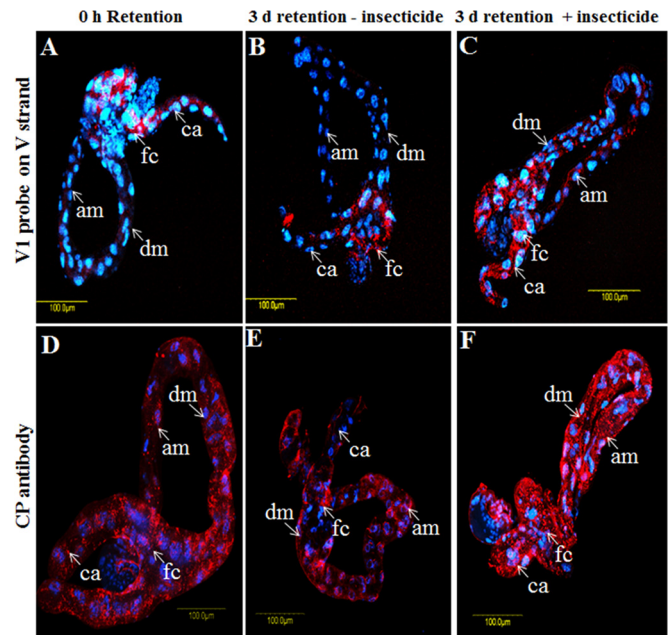 0 h Retention
3 d retention - insecticide
3 d retention + insecticide
V1 probe on V strand
A
ca
fc
am
dm
100.0µm
B
am
dm
ca
fc
100.0µm
C
dm
am
fc
ca
100.0µm
CP antibody
D
dm
am
ca
fc
100.0µm
E
ca
dm
fc
am
100.0µm
F
dm
am
fc
ca
100.0µm